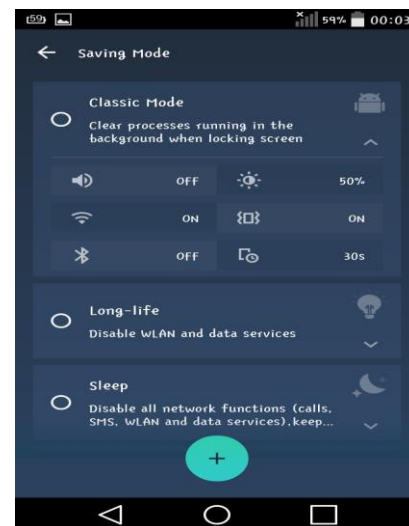 59 59% 00:03
Saving Mode
Classic Mode
Clear processes running in the
background when locking screen
OFF 50%
ON ON
OFF 30s
Long-life
Disable WLAN and data services
Sleep
Disable all network functions (calls,
SMS, WLAN and data services),keep...
+